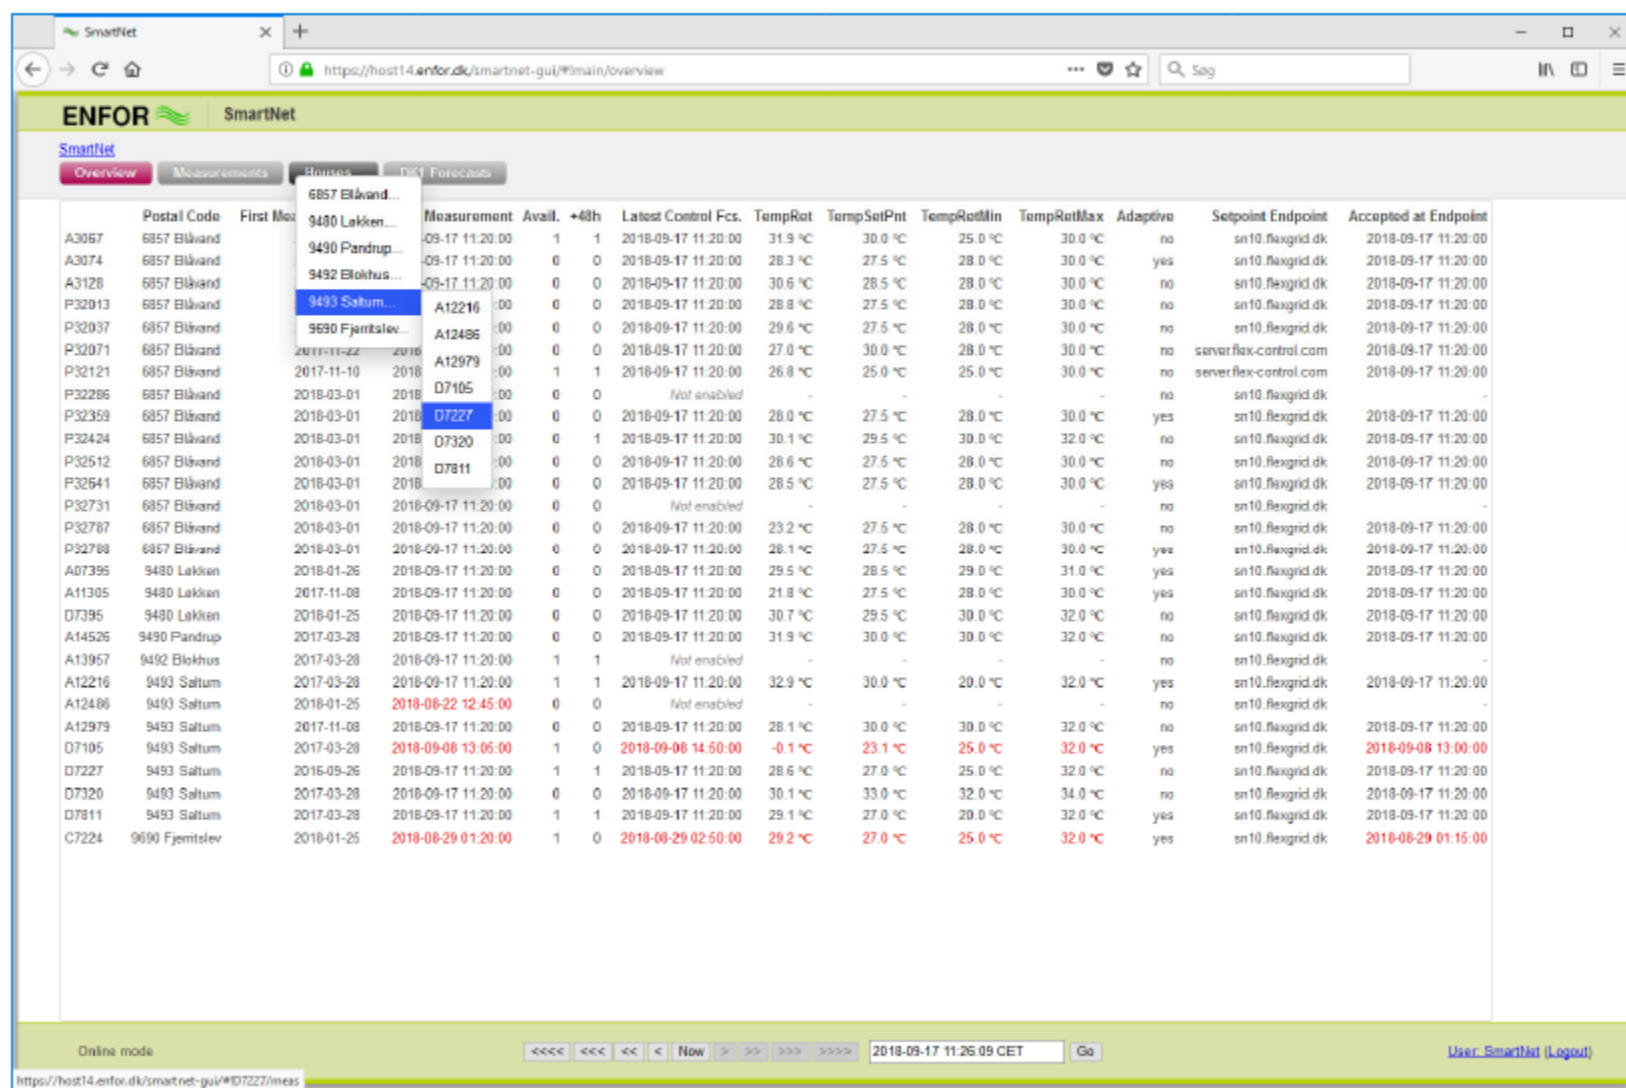 SmartNet
https://host14.enfor.dk/smartnet-gui/#!main/overview
Søg
ENFOR SmartNet
SmartNet
Overview Measurements Houses DK1 Forecasts
6857 Blåvand...
9480 Løkken...
9490 Pandrup...
9492 Blokhus...
9493 Saltum...
9690 Fjerritslev...
A12216
A12486
A12979
D7105
D7227
D7320
D7811
Postal Code First Mea Measurement Avail. +48h Latest Control Fcs. TempRet TempSetPnt TempRetMin TempRetMax Adaptive Setpoint Endpoint Accepted at Endpoint
A3067 6857 Blåvand -09-17 11:20:00 1 1 2018-09-17 11:20:00 31.9 ℃ 30.0 ℃ 25.0 ℃ 30.0 ℃ no sn10.flexgrid.dk 2018-09-17 11:20:00
A3074 6857 Blåvand -09-17 11:20:00 0 0 2018-09-17 11:20:00 28.3 ℃ 27.5 ℃ 28.0 ℃ 30.0 ℃ yes sn10.flexgrid.dk 2018-09-17 11:20:00
A3128 6857 Blåvand -09-17 11:20:00 0 0 2018-09-17 11:20:00 30.6 ℃ 28.5 ℃ 28.0 ℃ 30.0 ℃ no sn10.flexgrid.dk 2018-09-17 11:20:00
P32013 6857 Blåvand :00 0 0 2018-09-17 11:20:00 28.8 ℃ 27.5 ℃ 28.0 ℃ 30.0 ℃ no sn10.flexgrid.dk 2018-09-17 11:20:00
P32037 6857 Blåvand :00 0 0 2018-09-17 11:20:00 29.6 ℃ 27.5 ℃ 28.0 ℃ 30.0 ℃ no sn10.flexgrid.dk 2018-09-17 11:20:00
P32071 6857 Blåvand 2017-11-22 2018 :00 0 0 2018-09-17 11:20:00 27.0 ℃ 30.0 ℃ 28.0 ℃ 30.0 ℃ no server.flex-control.com 2018-09-17 11:20:00
P32121 6857 Blåvand 2017-11-10 2018 :00 1 1 2018-09-17 11:20:00 26.8 ℃ 25.0 ℃ 25.0 ℃ 30.0 ℃ no server.flex-control.com 2018-09-17 11:20:00
P32286 6857 Blåvand 2018-03-01 2018 :00 0 0 Not enabled - - - - no sn10.flexgrid.dk -
P32359 6857 Blåvand 2018-03-01 2018 :00 0 0 2018-09-17 11:20:00 28.0 ℃ 27.5 ℃ 28.0 ℃ 30.0 ℃ yes sn10.flexgrid.dk 2018-09-17 11:20:00
P32424 6857 Blåvand 2018-03-01 2018 :00 0 1 2018-09-17 11:20:00 30.1 ℃ 29.5 ℃ 30.0 ℃ 32.0 ℃ no sn10.flexgrid.dk 2018-09-17 11:20:00
P32512 6857 Blåvand 2018-03-01 2018 :00 0 0 2018-09-17 11:20:00 28.6 ℃ 27.5 ℃ 28.0 ℃ 30.0 ℃ no sn10.flexgrid.dk 2018-09-17 11:20:00
P32641 6857 Blåvand 2018-03-01 2018 :00 0 0 2018-09-17 11:20:00 28.5 ℃ 27.5 ℃ 28.0 ℃ 30.0 ℃ yes sn10.flexgrid.dk 2018-09-17 11:20:00
P32731 6857 Blåvand 2018-03-01 2018-09-17 11:20:00 0 0 Not enabled - - - - no sn10.flexgrid.dk -
P32787 6857 Blåvand 2018-03-01 2018-09-17 11:20:00 0 0 2018-09-17 11:20:00 23.2 ℃ 27.5 ℃ 28.0 ℃ 30.0 ℃ no sn10.flexgrid.dk 2018-09-17 11:20:00
P32788 6857 Blåvand 2018-03-01 2018-09-17 11:20:00 0 0 2018-09-17 11:20:00 28.1 ℃ 27.5 ℃ 28.0 ℃ 30.0 ℃ yes sn10.flexgrid.dk 2018-09-17 11:20:00
A07395 9480 Løkken 2018-01-26 2018-09-17 11:20:00 0 0 2018-09-17 11:20:00 29.5 ℃ 28.5 ℃ 29.0 ℃ 31.0 ℃ yes sn10.flexgrid.dk 2018-09-17 11:20:00
A11305 9480 Løkken 2017-11-08 2018-09-17 11:20:00 0 0 2018-09-17 11:20:00 21.8 ℃ 27.5 ℃ 28.0 ℃ 30.0 ℃ yes sn10.flexgrid.dk 2018-09-17 11:20:00
D7395 9480 Løkken 2018-01-25 2018-09-17 11:20:00 0 0 2018-09-17 11:20:00 30.7 ℃ 29.5 ℃ 30.0 ℃ 32.0 ℃ no sn10.flexgrid.dk 2018-09-17 11:20:00
A14526 9490 Pandrup 2017-03-28 2018-09-17 11:20:00 0 0 2018-09-17 11:20:00 31.9 ℃ 30.0 ℃ 30.0 ℃ 32.0 ℃ no sn10.flexgrid.dk 2018-09-17 11:20:00
A13957 9492 Blokhus 2017-03-28 2018-09-17 11:20:00 1 1 Not enabled - - - - no sn10.flexgrid.dk -
A12216 9493 Saltum 2017-03-28 2018-09-17 11:20:00 1 1 2018-09-17 11:20:00 32.9 ℃ 30.0 ℃ 20.0 ℃ 32.0 ℃ yes sn10.flexgrid.dk 2018-09-17 11:20:00
A12486 9493 Saltum 2018-01-25 2018-08-22 12:45:00 0 0 Not enabled - - - - no sn10.flexgrid.dk -
A12979 9493 Saltum 2017-11-08 2018-09-17 11:20:00 0 0 2018-09-17 11:20:00 28.1 ℃ 30.0 ℃ 30.0 ℃ 32.0 ℃ no sn10.flexgrid.dk 2018-09-17 11:20:00
D7105 9493 Saltum 2017-03-28 2018-09-08 13:05:00 1 0 2018-09-08 14:50:00 -0.1 ℃ 23.1 ℃ 25.0 ℃ 32.0 ℃ yes sn10.flexgrid.dk 2018-09-08 13:00:00
D7227 9493 Saltum 2016-09-26 2018-09-17 11:20:00 1 1 2018-09-17 11:20:00 28.6 ℃ 27.0 ℃ 25.0 ℃ 32.0 ℃ no sn10.flexgrid.dk 2018-09-17 11:20:00
D7320 9493 Saltum 2017-03-28 2018-09-17 11:20:00 0 0 2018-09-17 11:20:00 30.1 ℃ 33.0 ℃ 32.0 ℃ 34.0 ℃ no sn10.flexgrid.dk 2018-09-17 11:20:00
D7811 9493 Saltum 2017-03-28 2018-09-17 11:20:00 1 1 2018-09-17 11:20:00 29.1 ℃ 27.0 ℃ 20.0 ℃ 32.0 ℃ yes sn10.flexgrid.dk 2018-09-17 11:20:00
C7224 9690 Fjerritslev 2018-01-25 2018-08-29 01:20:00 1 0 2018-08-29 02:50:00 29.2 ℃ 27.0 ℃ 25.0 ℃ 32.0 ℃ yes sn10.flexgrid.dk 2018-08-29 01:15:00
Online mode <<<< <<< << < Now > >> >>> >>>> 2018-09-17 11:26:09 CET Go User: SmartNet (Logout)
https://host14.enfor.dk/smartnet-gui/#!D7227/meas